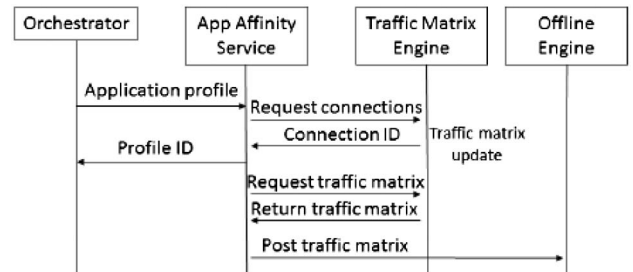 Orchestrator
App Affinity
Service
Traffic Matrix
Engine
Offline
Engine
Application profile
Request connections
Connection ID
Traffic matrix
update
Profile ID
Request traffic matrix
Return traffic matrix
Post traffic matrix